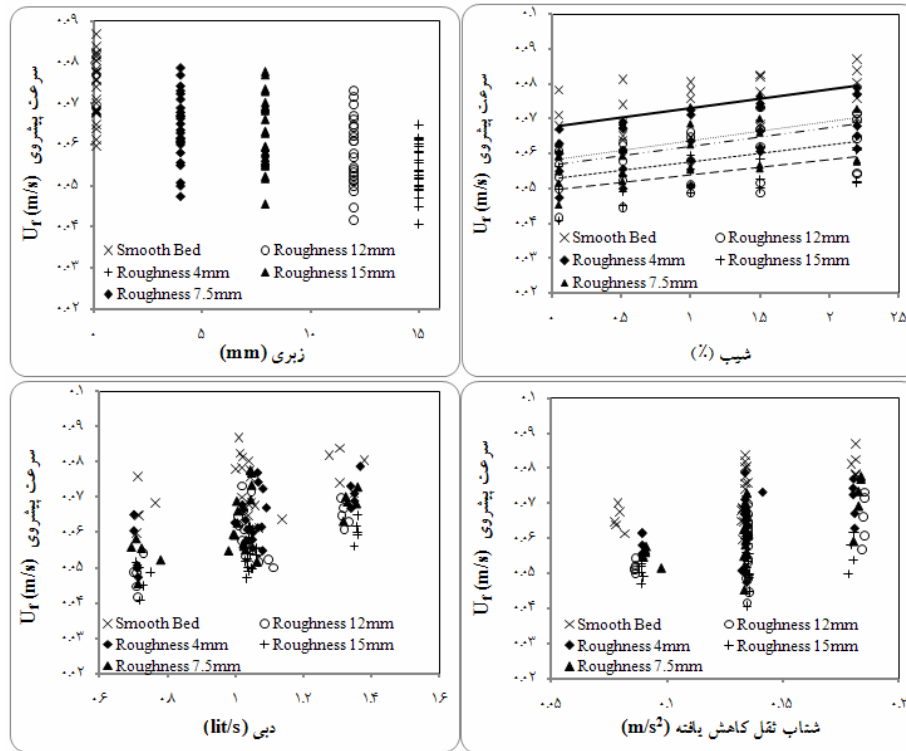 سرعت پیشروی Uf (m/s)
۰.۰۹
۰.۰۸
۰.۰۷
۰.۰۶
۰.۰۵
۰.۰۴
۰.۰۳
۰.۰۲
Smooth Bed Roughness 12mm
Roughness 4mm Roughness 15mm
Roughness 7.5mm
۰ ۵ ۱۰ ۱۵
زبری (mm)
سرعت پیشروی Uf (m/s)
۰.۱
۰.۰۹
۰.۰۸
۰.۰۷
۰.۰۶
۰.۰۵
۰.۰۴
۰.۰۳
۰.۰۲
Smooth Bed Roughness 12mm
Roughness 4mm Roughness 15mm
Roughness 7.5mm
۰ ۰.۵ ۱ ۱.۵ ۲ ۲.۵
شیب (٪)
سرعت پیشروی Uf (m/s)
۰.۱
۰.۰۹
۰.۰۸
۰.۰۷
۰.۰۶
۰.۰۵
۰.۰۴
۰.۰۳
۰.۰۲
Smooth Bed Roughness 12mm
Roughness 4mm Roughness 15mm
Roughness 7.5mm
۰.۶ ۰.۸ ۱ ۱.۲ ۱.۴ ۱.۶
دبی (lit/s)
سرعت پیشروی Uf (m/s)
۰.۱
۰.۰۹
۰.۰۸
۰.۰۷
۰.۰۶
۰.۰۵
۰.۰۴
۰.۰۳
۰.۰۲
Smooth Bed Roughness 12mm
Roughness 4mm Roughness 15mm
Roughness 7.5mm
۰.۰۵ ۰.۱ ۰.۱۵ ۰.۲
شتاب ثقل کاهش یافته (m/s²)